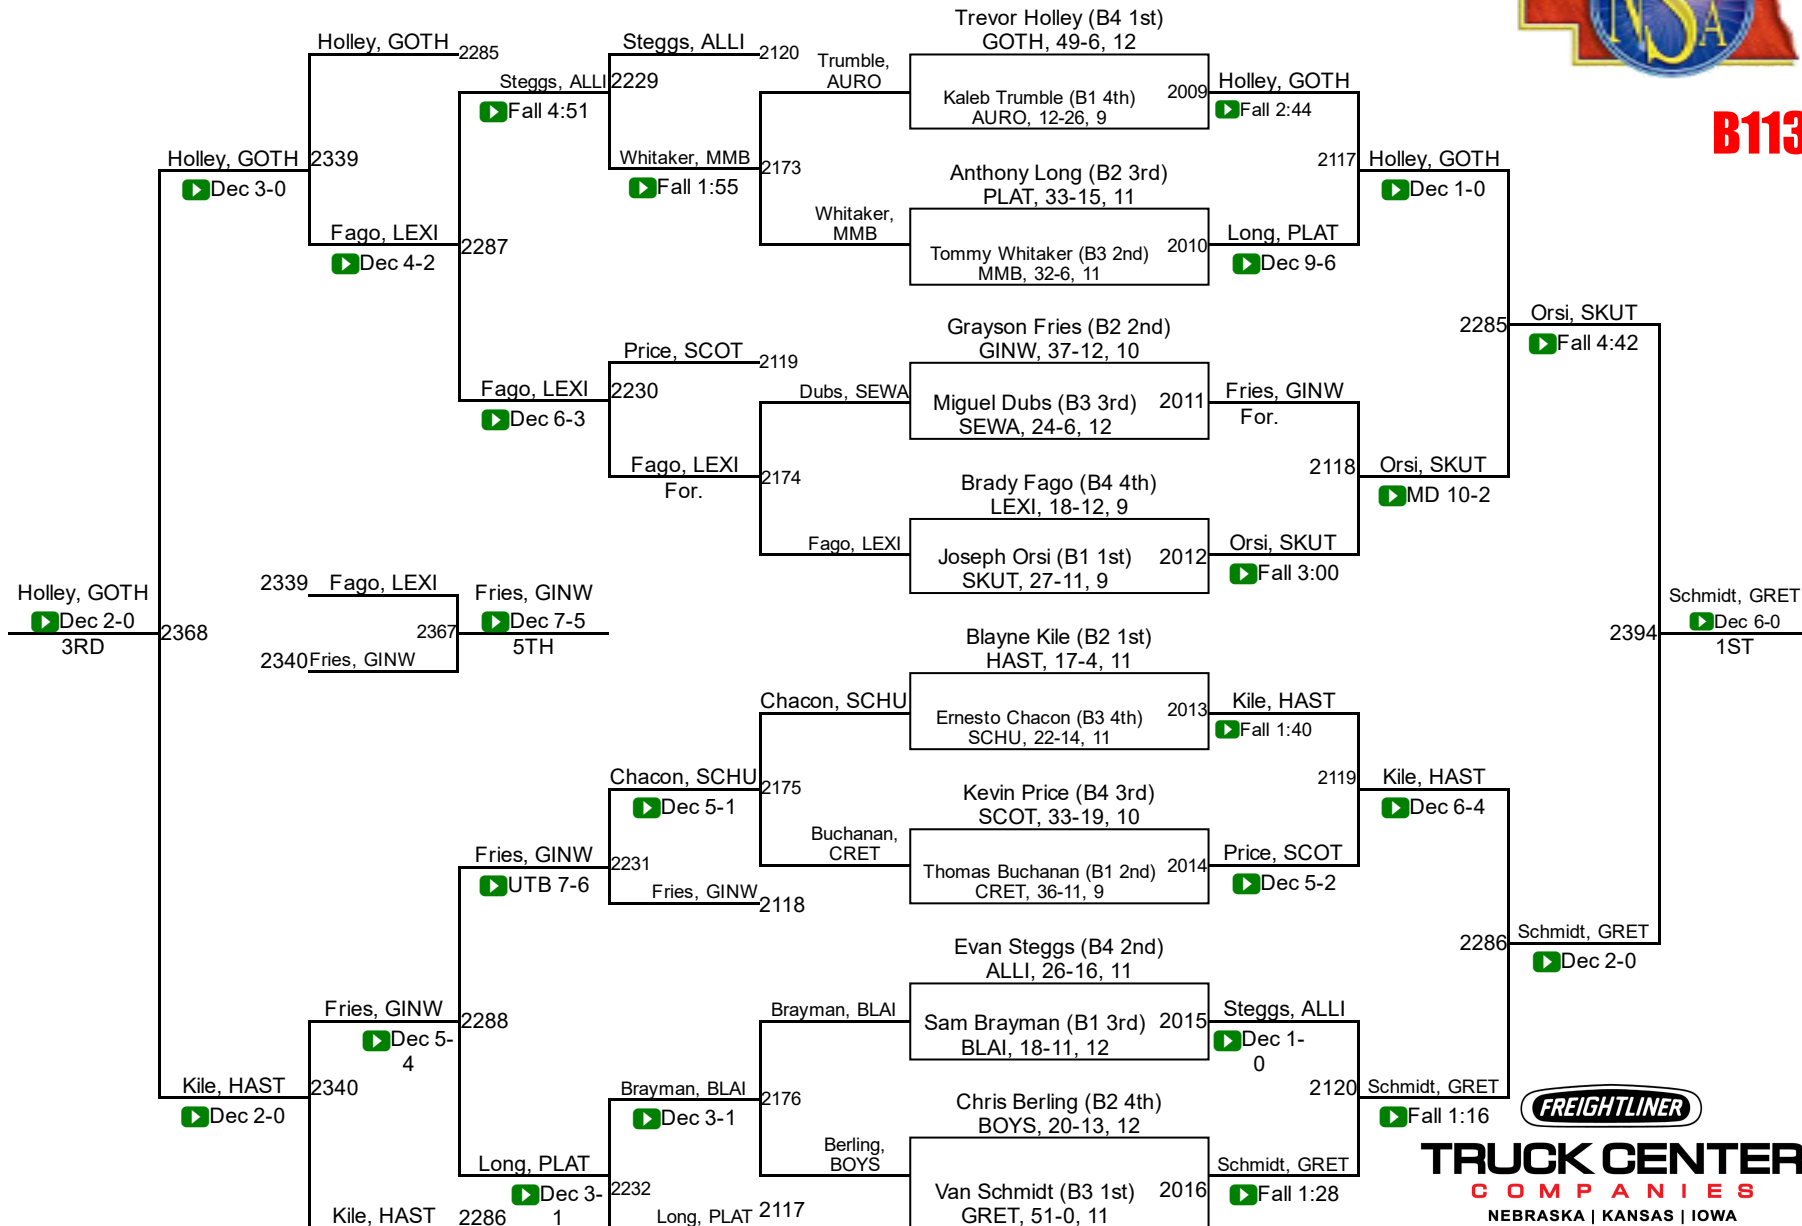 Trevor Holley (B4 1st)
GOTH, 49-6, 12
Holley, GOTH
2285
Steggs, ALLI
2120
Trumble,
AURO
Steggs, ALLI
2229
Fall 4:51
Kaleb Trumble (B1 4th)
AURO, 12-26, 9
2009
Holley, GOTH
Fall 2:44
NSA
B113
Holley, GOTH
2339
Dec 3-0
Whitaker, MMB
2173
Fall 1:55
Anthony Long (B2 3rd)
PLAT, 33-15, 11
2117
Holley, GOTH
Dec 1-0
Whitaker,
MMB
Fago, LEXI
2287
Dec 4-2
Tommy Whitaker (B3 2nd)
MMB, 32-6, 11
2010
Long, PLAT
Dec 9-6
Grayson Fries (B2 2nd)
GINW, 37-12, 10
2285
Orsi, SKUT
Fall 4:42
Price, SCOT
2119
Fago, LEXI
2230
Dec 6-3
Dubs, SEWA
Miguel Dubs (B3 3rd)
SEWA, 24-6, 12
2011
Fries, GINW
For.
Fago, LEXI
2174
For.
Brady Fago (B4 4th)
LEXI, 18-12, 9
2118
Orsi, SKUT
MD 10-2
Fago, LEXI
Joseph Orsi (B1 1st)
SKUT, 27-11, 9
2012
Orsi, SKUT
Fall 3:00
Holley, GOTH
Dec 2-0
3RD
2368
2339
Fago, LEXI
2367
Fries, GINW
Dec 7-5
5TH
2340
Fries, GINW
Blayne Kile (B2 1st)
HAST, 17-4, 11
2394
Schmidt, GRET
Dec 6-0
1ST
Chacon, SCHU
Ernesto Chacon (B3 4th)
SCHU, 22-14, 11
2013
Kile, HAST
Fall 1:40
Chacon, SCHU
2175
Dec 5-1
Kevin Price (B4 3rd)
SCOT, 33-19, 10
2119
Kile, HAST
Dec 6-4
Buchanan,
CRET
Fries, GINW
2231
UTB 7-6
Thomas Buchanan (B1 2nd)
CRET, 36-11, 9
2014
Price, SCOT
Dec 5-2
Fries, GINW
2118
Evan Steggs (B4 2nd)
ALLI, 26-16, 11
2286
Schmidt, GRET
Dec 2-0
Fries, GINW
2288
Dec 5-
4
Brayman, BLAI
Sam Brayman (B1 3rd)
BLAI, 18-11, 12
2015
Steggs, ALLI
Dec 1-
0
Kile, HAST
2340
Dec 2-0
Brayman, BLAI
2176
Dec 3-1
Chris Berling (B2 4th)
BOYS, 20-13, 12
2120
Schmidt, GRET
Fall 1:16
Berling,
BOYS
Long, PLAT
2232
Dec 3-
1
Van Schmidt (B3 1st)
GRET, 51-0, 11
2016
Schmidt, GRET
Fall 1:28
Kile, HAST
2286
Long, PLAT
2117
FREIGHTLINER
TRUCK CENTER
COMPANIES
NEBRASKA | KANSAS | IOWA